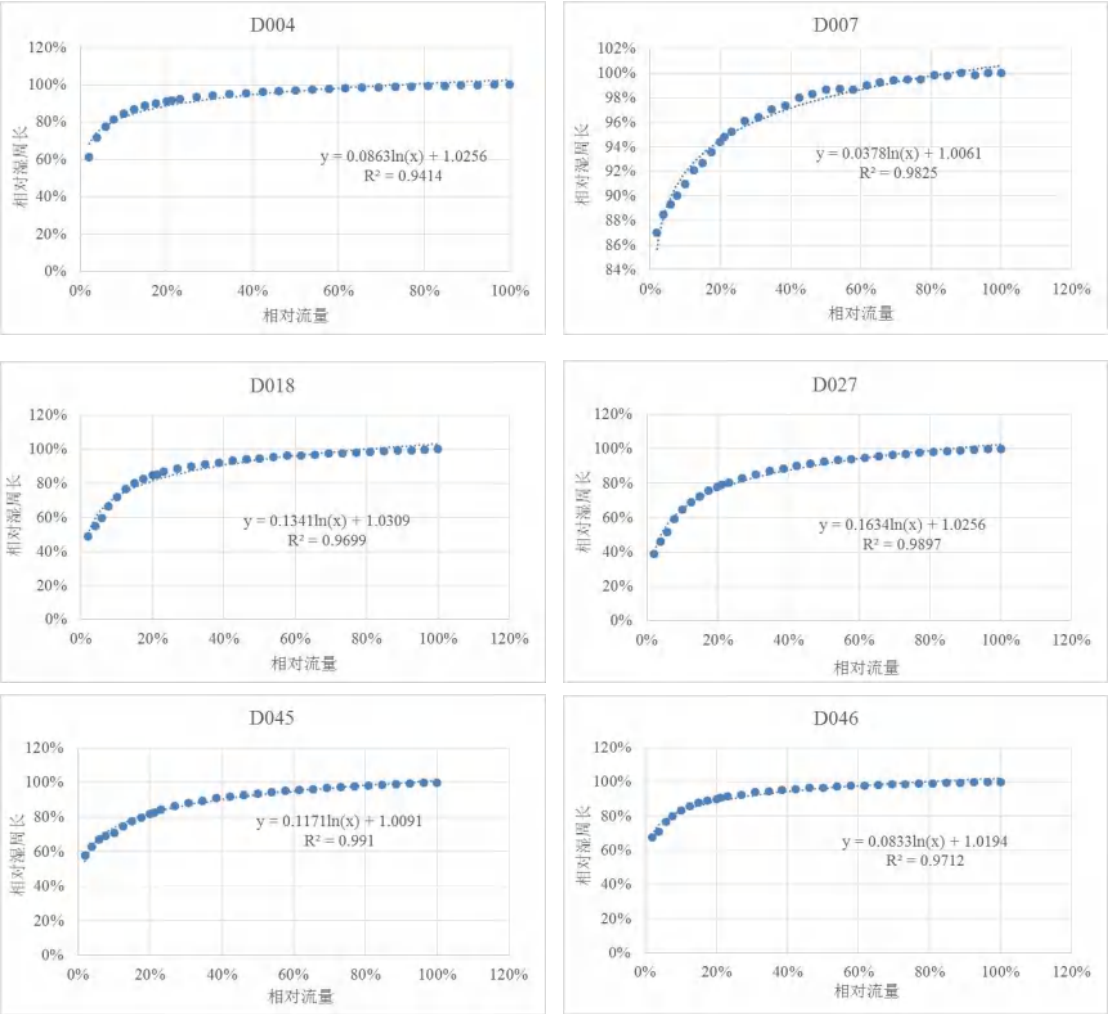 D004
120%
100%
80%
60%
40%
20%
0%
相对湿周长
y = 0.0863ln(x) + 1.0256
R² = 0.9414
0% 20% 40% 60% 80% 100%
相对流量
D007
102%
100%
98%
96%
94%
92%
90%
88%
86%
84%
相对湿周长
y = 0.0378ln(x) + 1.0061
R² = 0.9825
0% 20% 40% 60% 80% 100% 120%
相对流量
D018
120%
100%
80%
60%
40%
20%
0%
相对湿周长
y = 0.1341ln(x) + 1.0309
R² = 0.9699
0% 20% 40% 60% 80% 100% 120%
相对流量
D027
120%
100%
80%
60%
40%
20%
0%
相对湿周长
y = 0.1634ln(x) + 1.0256
R² = 0.9897
0% 20% 40% 60% 80% 100% 120%
相对流量
D045
120%
100%
80%
60%
40%
20%
0%
相对湿周长
y = 0.1171ln(x) + 1.0091
R² = 0.991
0% 20% 40% 60% 80% 100% 120%
相对流量
D046
120%
100%
80%
60%
40%
20%
0%
相对湿周长
y = 0.0833ln(x) + 1.0194
R² = 0.9712
0% 20% 40% 60% 80% 100% 120%
相对流量